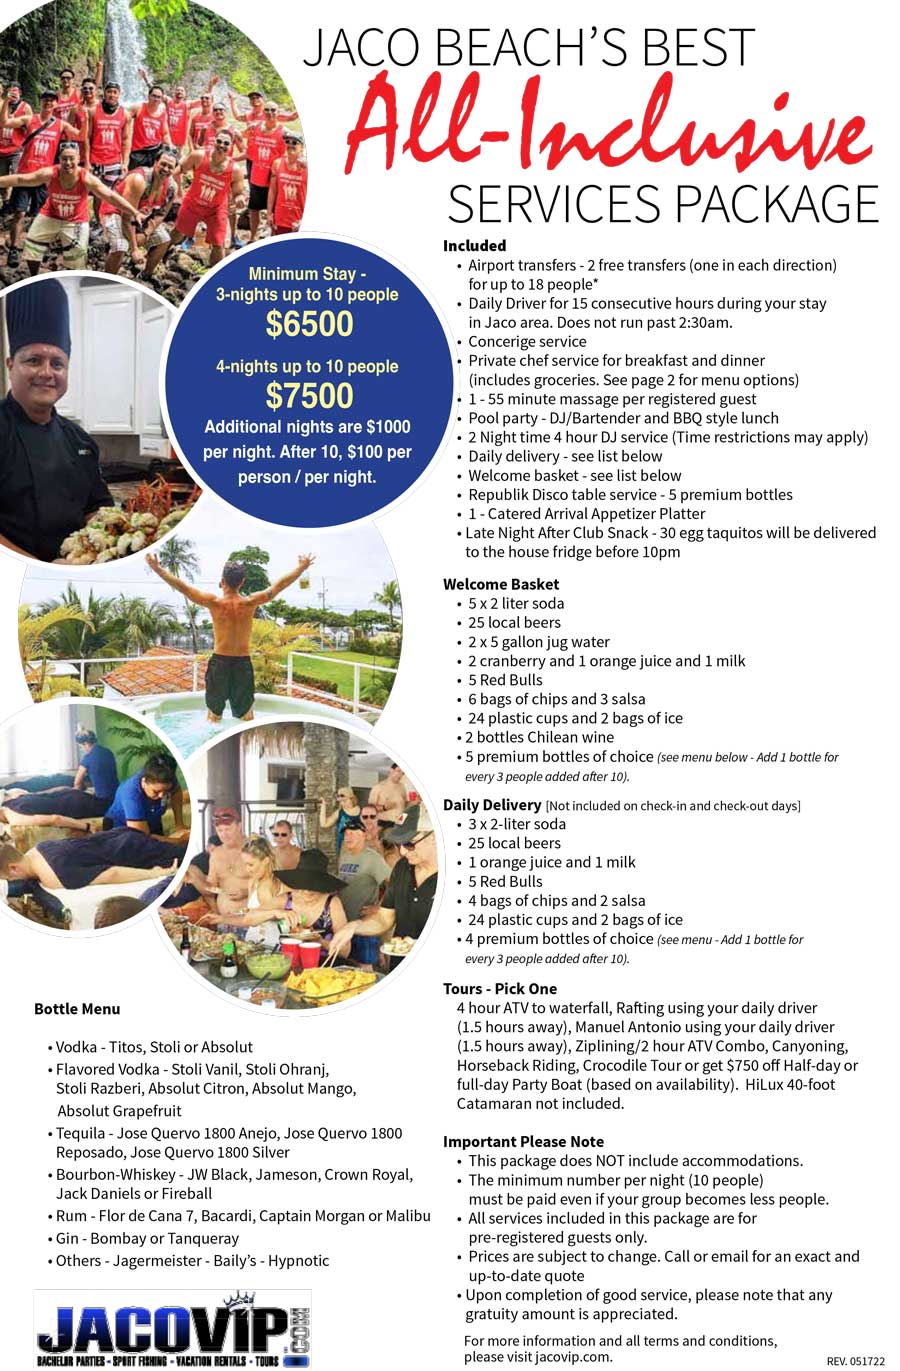 JACO BEACH'S BEST
All-Inclusive
SERVICES PACKAGE
Minimum Stay -
3-nights up to 10 people
$6500
4-nights up to 10 people
$7500
Additional nights are $1000
per night. After 10, $100 per
person / per night.
Included
• Airport transfers - 2 free transfers (one in each direction)
for up to 18 people*
• Daily Driver for 15 consecutive hours during your stay
in Jaco area. Does not run past 2:30am.
• Concerige service
• Private chef service for breakfast and dinner
(includes groceries. See page 2 for menu options)
• 1 - 55 minute massage per registered guest
• Pool party - DJ/Bartender and BBQ style lunch
• 2 Night time 4 hour DJ service (Time restrictions may apply)
• Daily delivery - see list below
• Welcome basket - see list below
• Republik Disco table service - 5 premium bottles
• 1 - Catered Arrival Appetizer Platter
• Late Night After Club Snack - 30 egg taquitos will be delivered
to the house fridge before 10pm
Welcome Basket
• 5 x 2 liter soda
• 25 local beers
• 2 x 5 gallon jug water
• 2 cranberry and 1 orange juice and 1 milk
• 5 Red Bulls
• 6 bags of chips and 3 salsa
• 24 plastic cups and 2 bags of ice
• 2 bottles Chilean wine
• 5 premium bottles of choice (see menu below - Add 1 bottle for
every 3 people added after 10).
Daily Delivery [Not included on check-in and check-out days]
• 3 x 2-liter soda
• 25 local beers
• 1 orange juice and 1 milk
• 5 Red Bulls
• 4 bags of chips and 2 salsa
• 24 plastic cups and 2 bags of ice
• 4 premium bottles of choice (see menu - Add 1 bottle for
every 3 people added after 10).
Tours - Pick One
4 hour ATV to waterfall, Rafting using your daily driver
(1.5 hours away), Manuel Antonio using your daily driver
(1.5 hours away), Ziplining/2 hour ATV Combo, Canyoning,
Horseback Riding, Crocodile Tour or get $750 off Half-day or
full-day Party Boat (based on availability). HiLux 40-foot
Catamaran not included.
Important Please Note
• This package does NOT include accommodations.
• The minimum number per night (10 people)
must be paid even if your group becomes less people.
• All services included in this package are for
pre-registered guests only.
• Prices are subject to change. Call or email for an exact and
up-to-date quote
• Upon completion of good service, please note that any
gratuity amount is appreciated.
For more information and all terms and conditions,
please visit jacovip.com.
REV. 051722
Bottle Menu
• Vodka - Titos, Stoli or Absolut
• Flavored Vodka - Stoli Vanil, Stoli Ohranj,
Stoli Razberi, Absolut Citron, Absolut Mango,
Absolut Grapefruit
• Tequila - Jose Quervo 1800 Anejo, Jose Quervo 1800
Reposado, Jose Quervo 1800 Silver
• Bourbon-Whiskey - JW Black, Jameson, Crown Royal,
Jack Daniels or Fireball
• Rum - Flor de Cana 7, Bacardi, Captain Morgan or Malibu
• Gin - Bombay or Tanqueray
• Others - Jagermeister - Baily's - Hypnotic
JACOVIP.COM
BACHELOR PARTIES - SPORT FISHING - VACATION RENTALS - TOURS